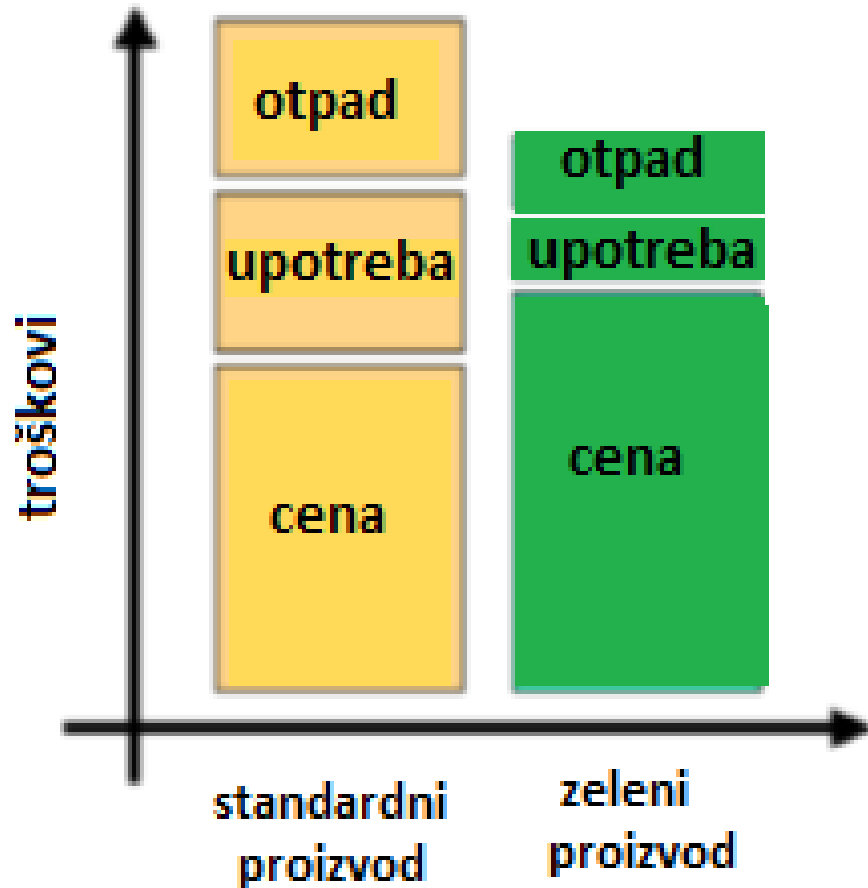 troškovi
otpad
upotreba
cena
otpad
upotreba
cena
standardni
proizvod
zeleni
proizvod